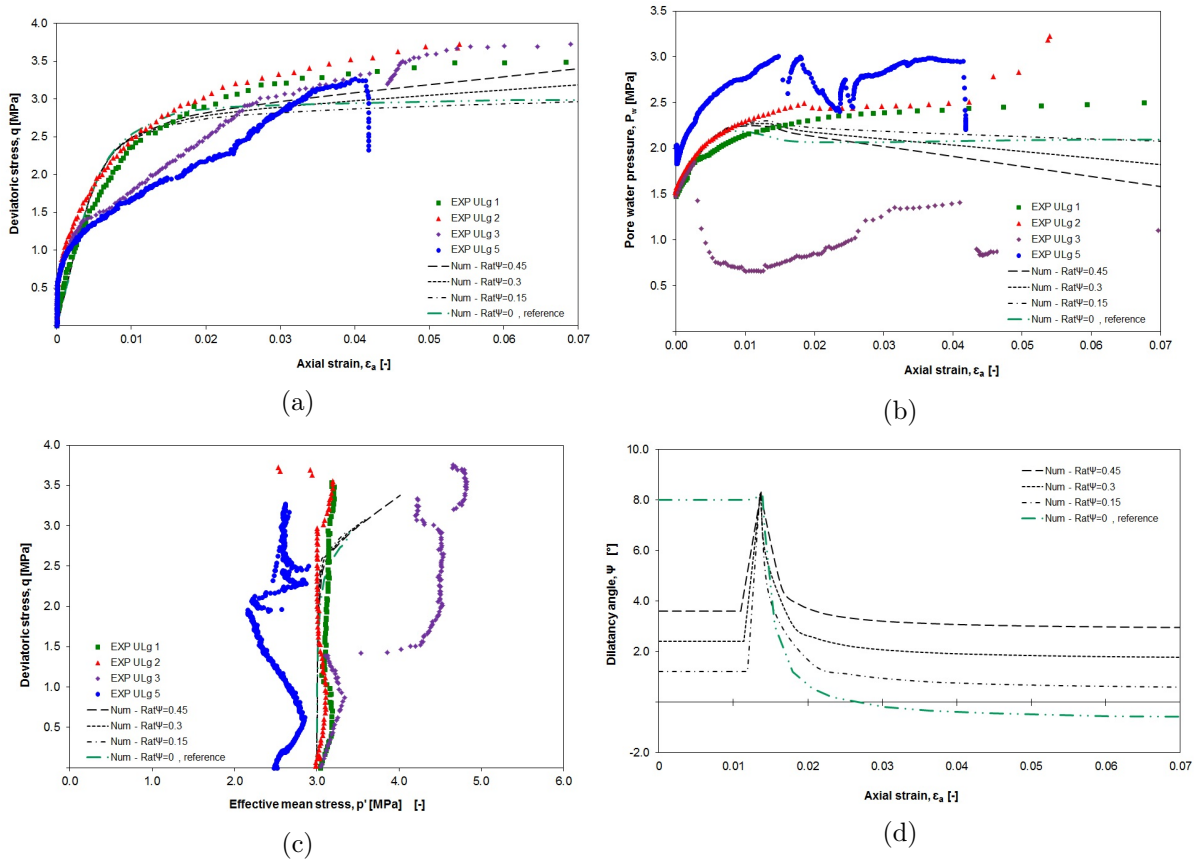 (a)
4.0
3.5
3.0
2.5
2.0
1.5
1.0
0.5
Deviatoric stress, q [MPa]
EXP ULg 1
EXP ULg 2
EXP ULg 3
EXP ULg 5
Num - RatΨ=0.45
Num - RatΨ=0.3
Num - RatΨ=0.15
Num - RatΨ=0 , reference
0 0.01 0.02 0.03 0.04 0.05 0.06 0.07
Axial strain, εa [-]
(a)
3.5
3.0
2.5
2.0
1.5
1.0
0.5
Pore water pressure, Pw [MPa]
EXP ULg 1
EXP ULg 2
EXP ULg 3
EXP ULg 5
Num - RatΨ=0.45
Num - RatΨ=0.3
Num - RatΨ=0.15
Num - RatΨ=0 , reference
0.00 0.01 0.02 0.03 0.04 0.05 0.06 0.07
Axial strain, εa [-]
(b)
4.0
3.5
3.0
2.5
2.0
1.5
1.0
0.5
Deviatoric stress, q [MPa]
EXP ULg 1
EXP ULg 2
EXP ULg 3
EXP ULg 5
Num - RatΨ=0.45
Num - RatΨ=0.3
Num - RatΨ=0.15
Num - RatΨ=0 , reference
0.0 1.0 2.0 3.0 4.0 5.0 6.0
Effective mean stress, p' [MPa] [-]
(c)
10.0
8.0
6.0
4.0
2.0
-2.0
Dilatancy angle, Ψ [°]
Num - RatΨ=0.45
Num - RatΨ=0.3
Num - RatΨ=0.15
Num - RatΨ=0 , reference
0 0.01 0.02 0.03 0.04 0.05 0.06 0.07
Axial strain, εa [-]
(d)